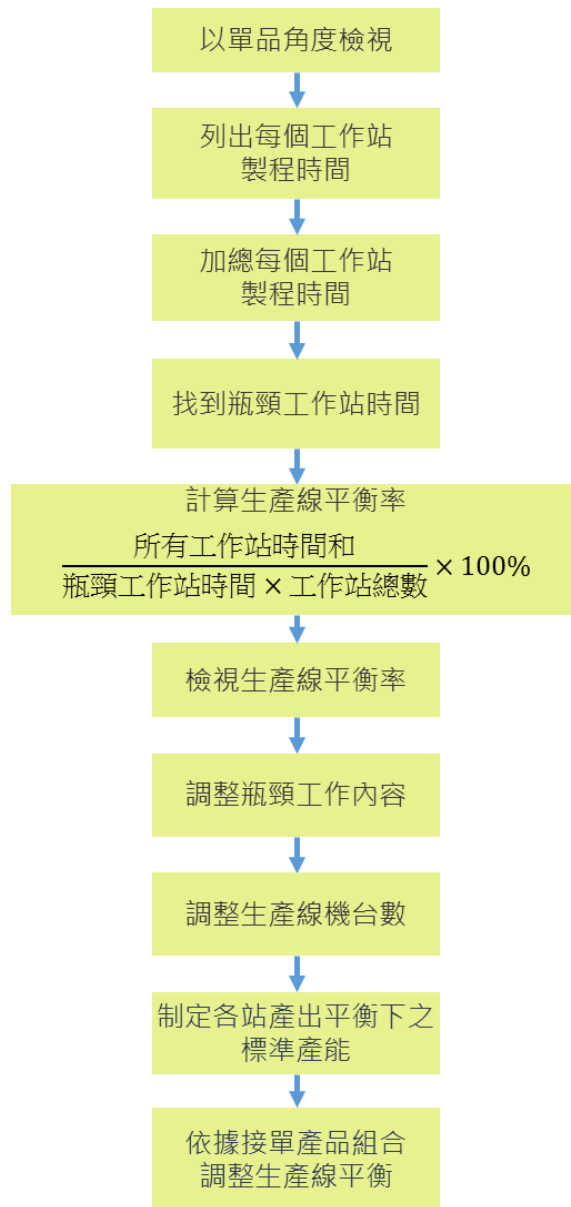 以單品角度檢視
列出每個工作站
製程時間
加總每個工作站
製程時間
找到瓶頸工作站時間
計算生產線平衡率
所有工作站時間和
瓶頸工作站時間 × 工作站總數 × 100%
檢視生產線平衡率
調整瓶頸工作內容
調整生產線機台數
制定各站產出平衡下之
標準產能
依據接單產品組合
調整生產線平衡